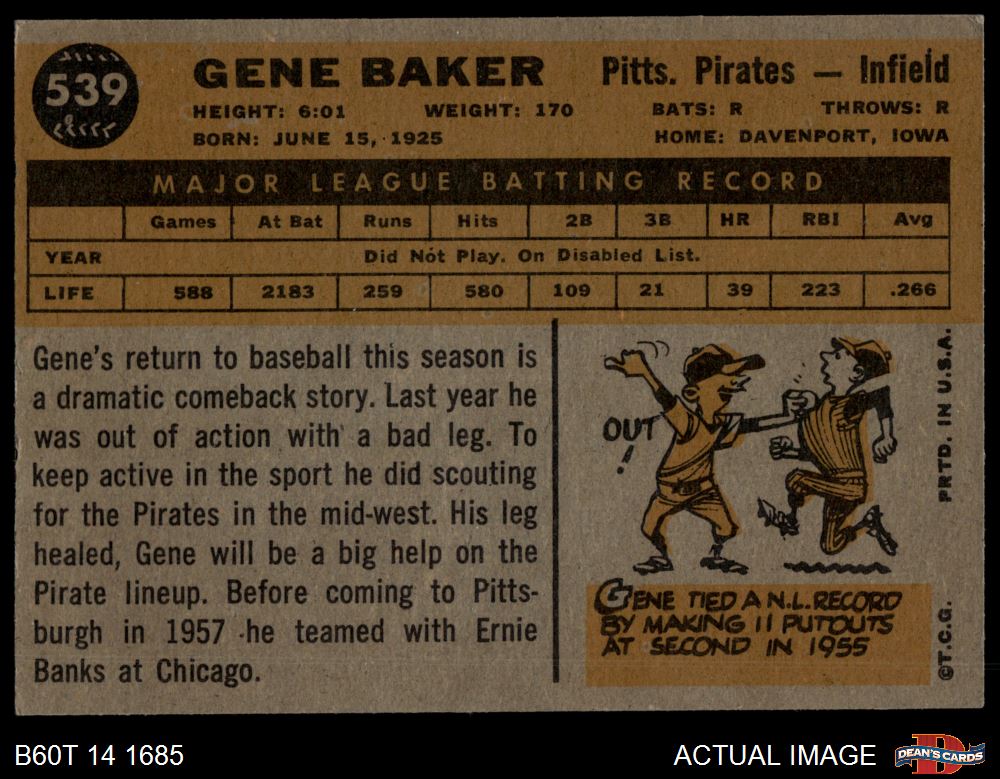 539
GENE BAKER Pitts. Pirates — Infield
HEIGHT: 6:01 WEIGHT: 170 BATS: R THROWS: R
BORN: JUNE 15, 1925 HOME: DAVENPORT, IOWA
MAJOR LEAGUE BATTING RECORD
Games At Bat Runs Hits 2B 3B HR RBI Avg
YEAR Did Not Play. On Disabled List.
LIFE 588 2183 259 580 109 21 39 223 .266
Gene's return to baseball this season is
a dramatic comeback story. Last year he
was out of action with a bad leg. To
keep active in the sport he did scouting
for the Pirates in the mid-west. His leg
healed, Gene will be a big help on the
Pirate lineup. Before coming to Pitts-
burgh in 1957 he teamed with Ernie
Banks at Chicago.
OUT!
GENE TIED A N.L. RECORD
BY MAKING 11 PUTOUTS
AT SECOND IN 1955
©T.C.G. PRTD. IN U.S.A.
B60T 14 1685 ACTUAL IMAGE
DEAN'S CARDS